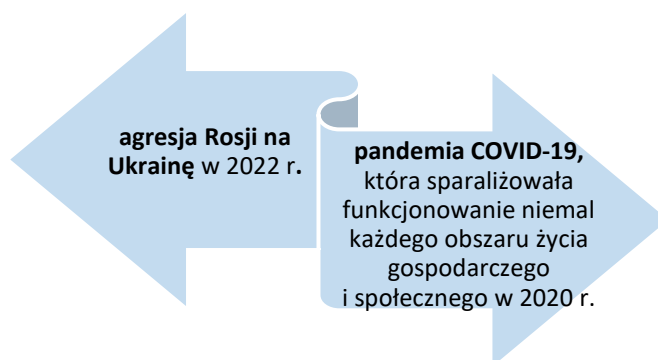 agresja Rosji na
Ukrainę w 2022 r.
pandemia COVID-19,
która sparaliżowała
funkcjonowanie niemal
każdego obszaru życia
gospodarczego
i społecznego w 2020 r.